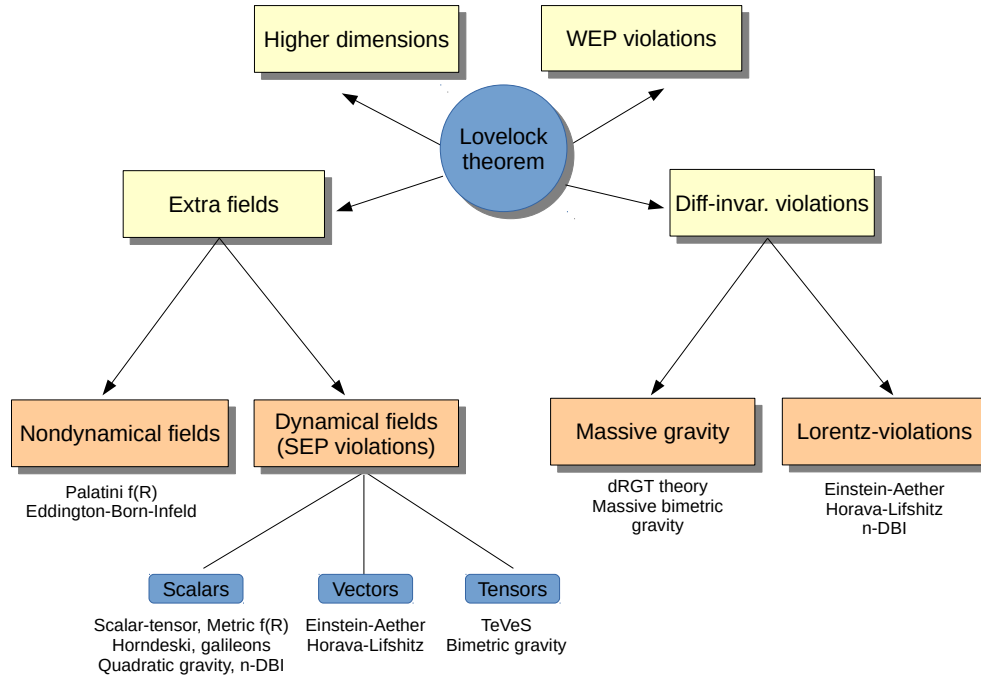 Higher dimensions
WEP violations
Lovelock
theorem
Extra fields
Diff-invar. violations
Nondynamical fields
Dynamical fields
(SEP violations)
Massive gravity
Lorentz-violations
Palatini f(R)
Eddington-Born-Infeld
dRGT theory
Massive bimetric
gravity
Einstein-Aether
Horava-Lifshitz
n-DBI
Scalars
Vectors
Tensors
Scalar-tensor, Metric f(R)
Horndeski, galileons
Quadratic gravity, n-DBI
Einstein-Aether
Horava-Lifshitz
TeVeS
Bimetric gravity